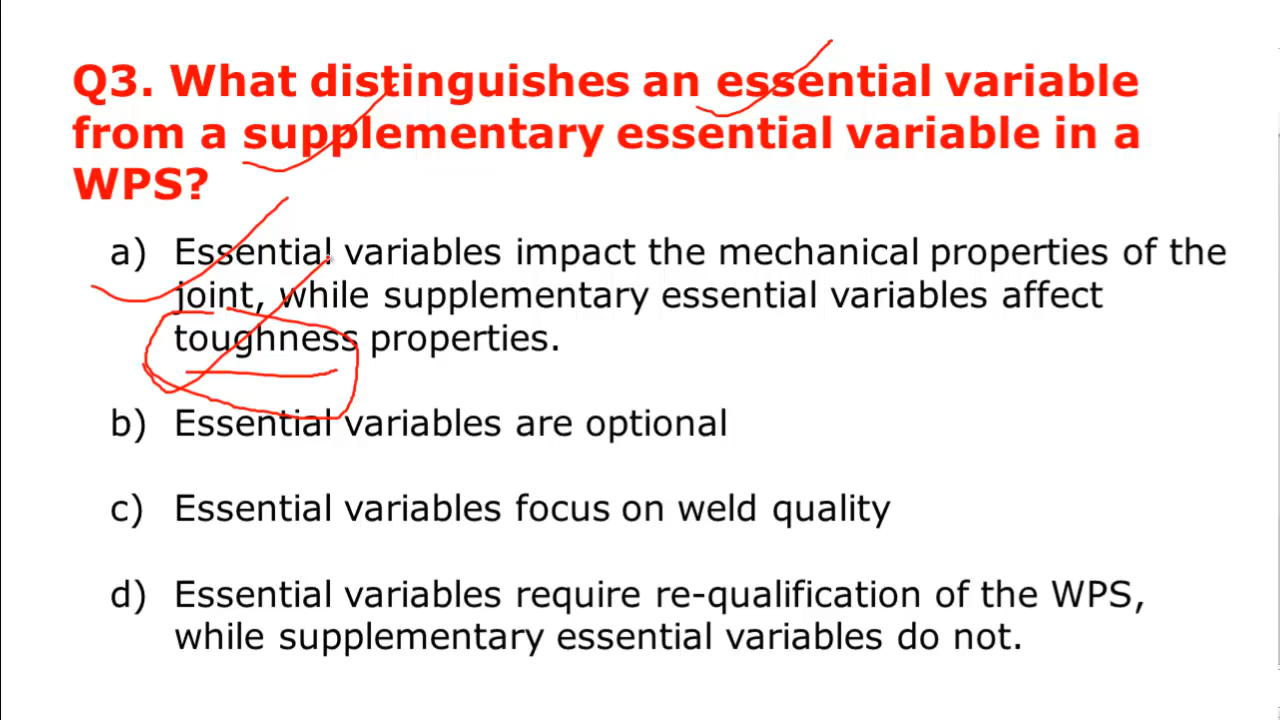 Q3. What distinguishes an essential variable
from a supplementary essential variable in a
WPS?
a) Essential variables impact the mechanical properties of the
joint, while supplementary essential variables affect
toughness properties.
b) Essential variables are optional
c) Essential variables focus on weld quality
d) Essential variables require re-qualification of the WPS,
while supplementary essential variables do not.